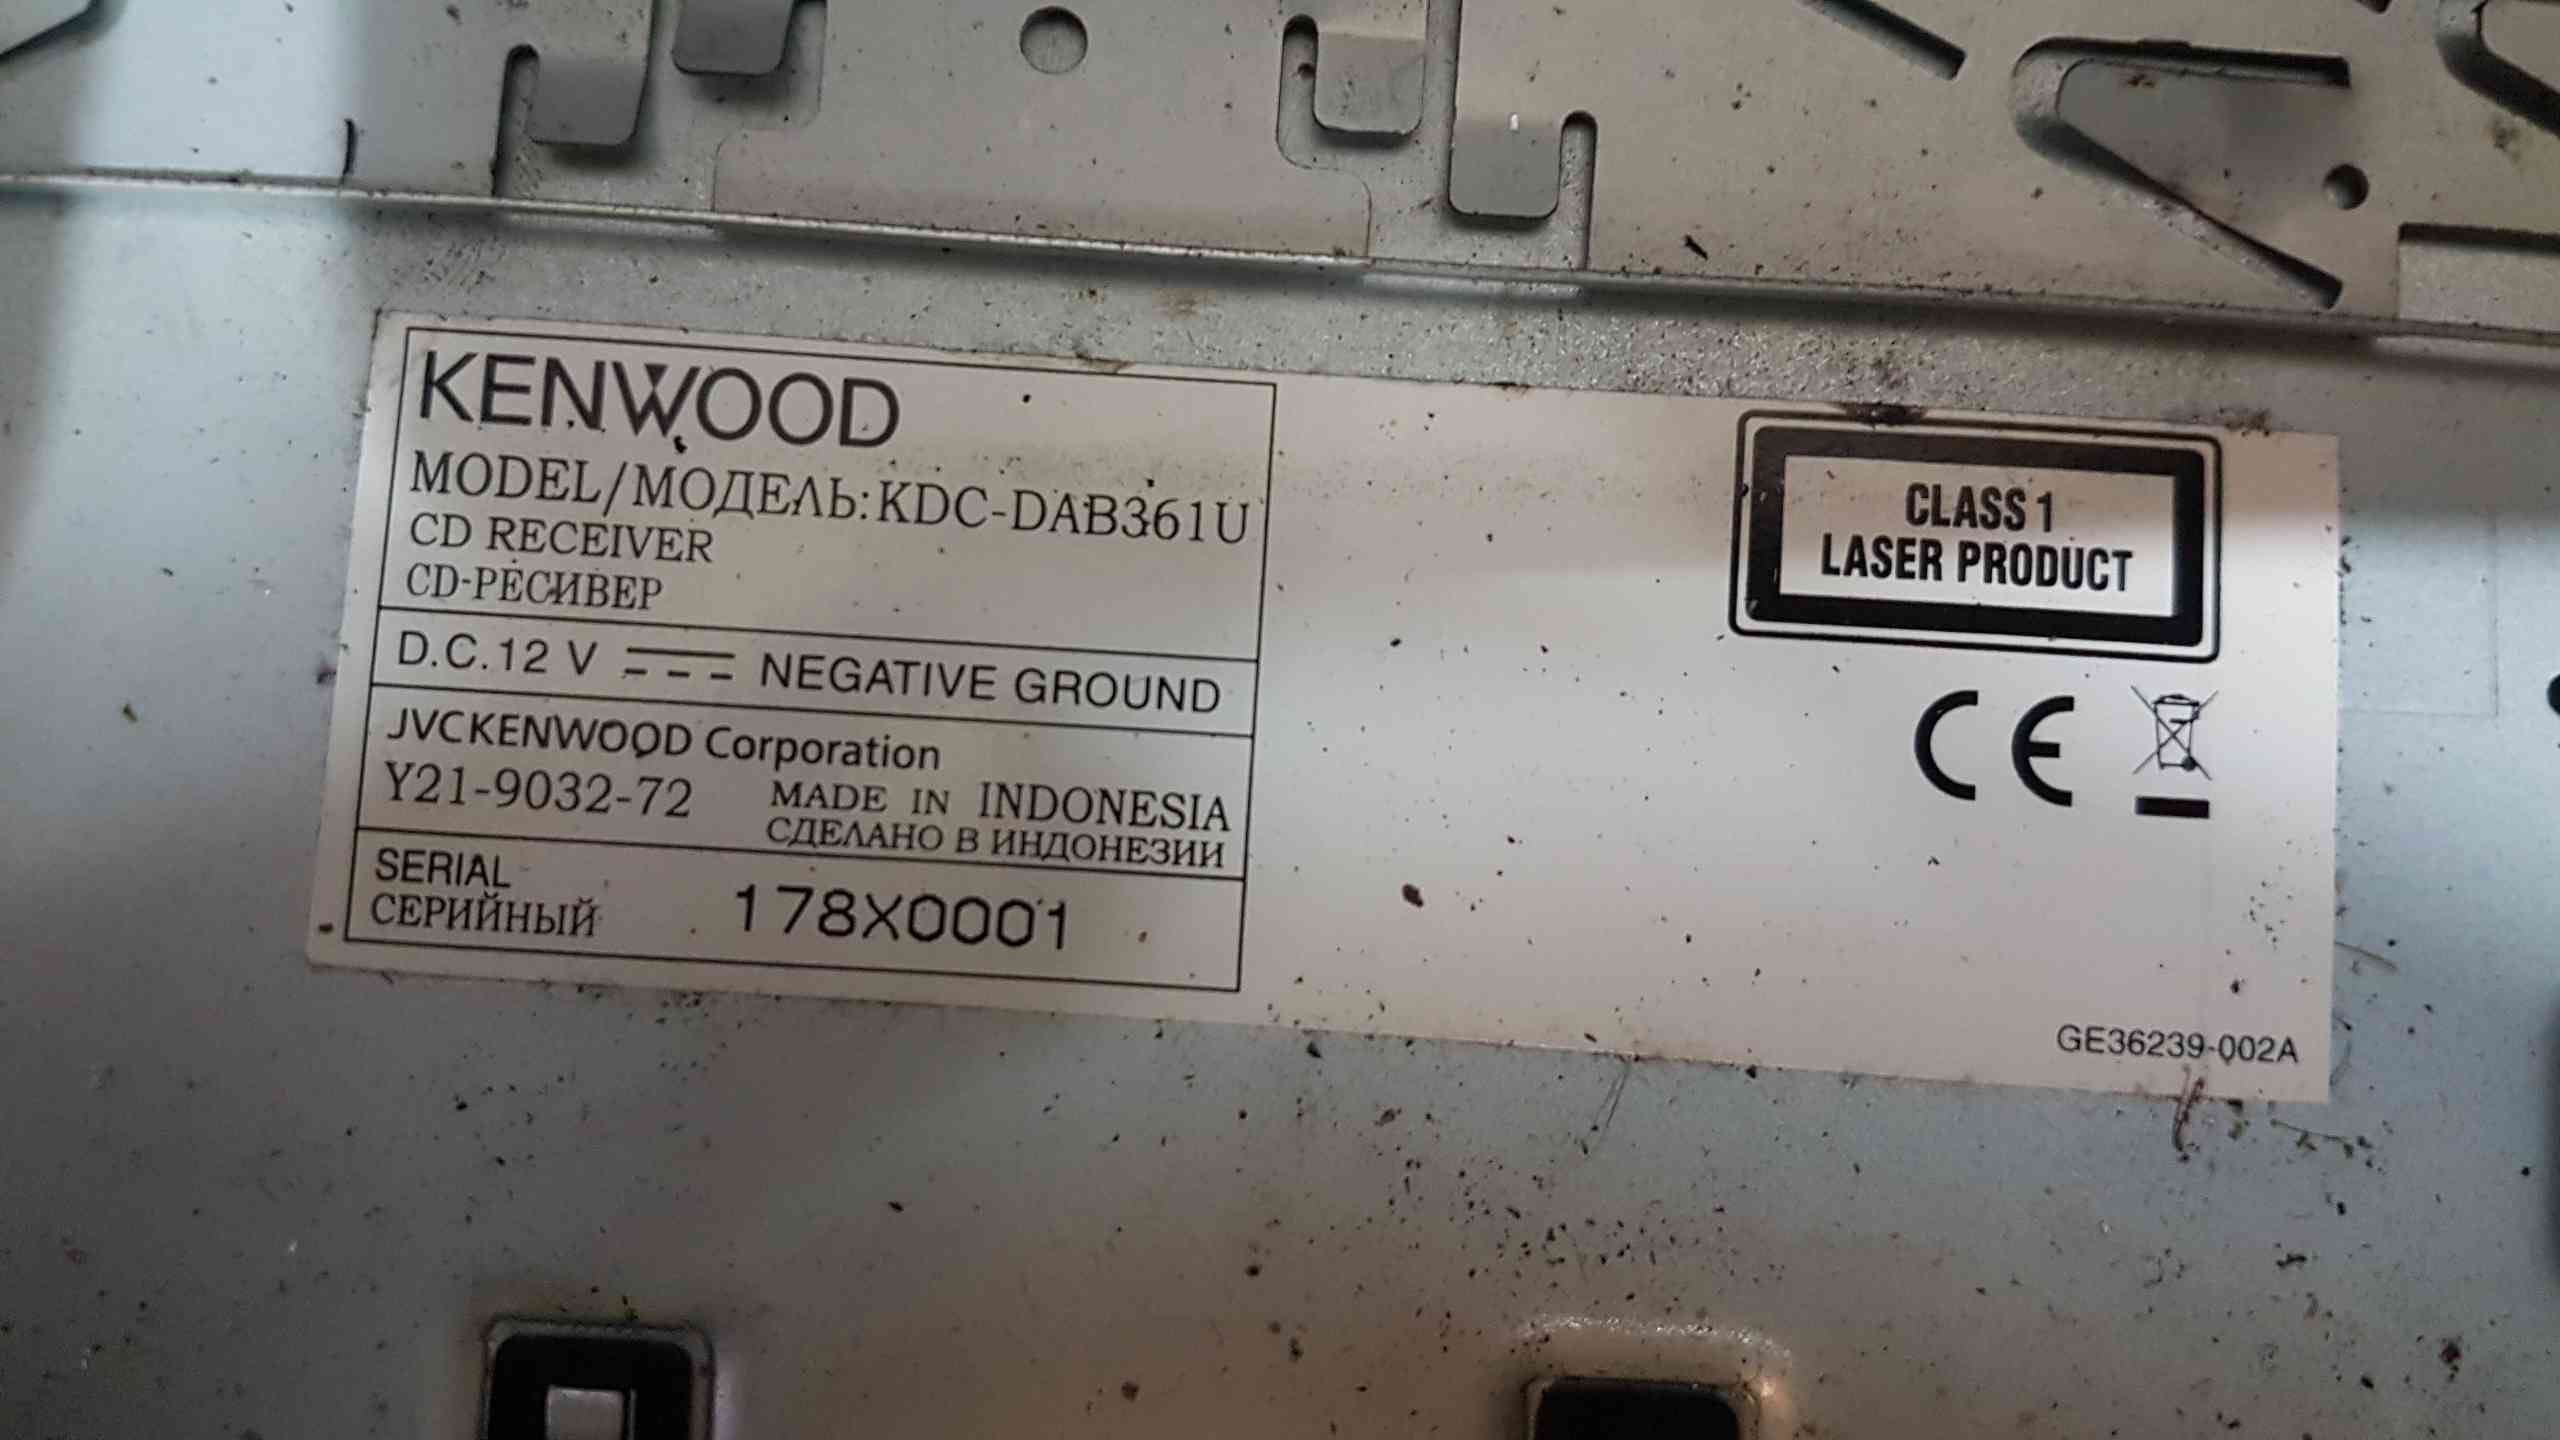 KENWOOD
MODEL/МОДЕЛЬ:KDC-DAB361U
CD RECEIVER
CD-РЕСИВЕР
D.C.12 V NEGATIVE GROUND
JVCKENWOOD Corporation
Y21-9032-72 MADE IN INDONESIA
СДЕЛАНО В ИНДОНЕЗИИ
SERIAL
СЕРИЙНЫЙ 178X0001
CLASS 1
LASER PRODUCT
CE
GE36239-002A